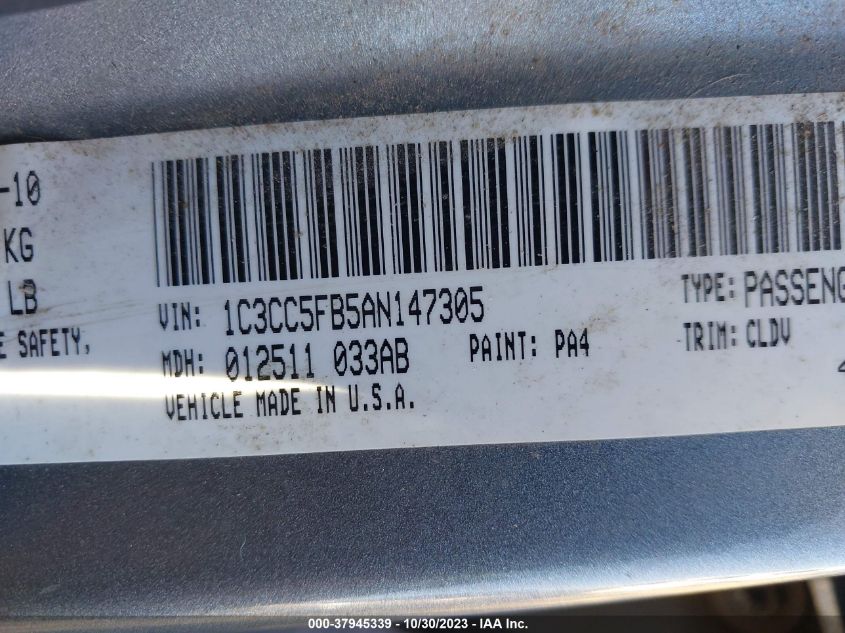 -10
KG
LB
E SAFETY,
VIN: 1C3CC5FB5AN147305
MDH: 012511 033AB
VEHICLE MADE IN U.S.A.
PAINT: PA4
TYPE: PASSENG
TRIM: CLDV
000-37945339 - 10/30/2023 - IAA Inc.